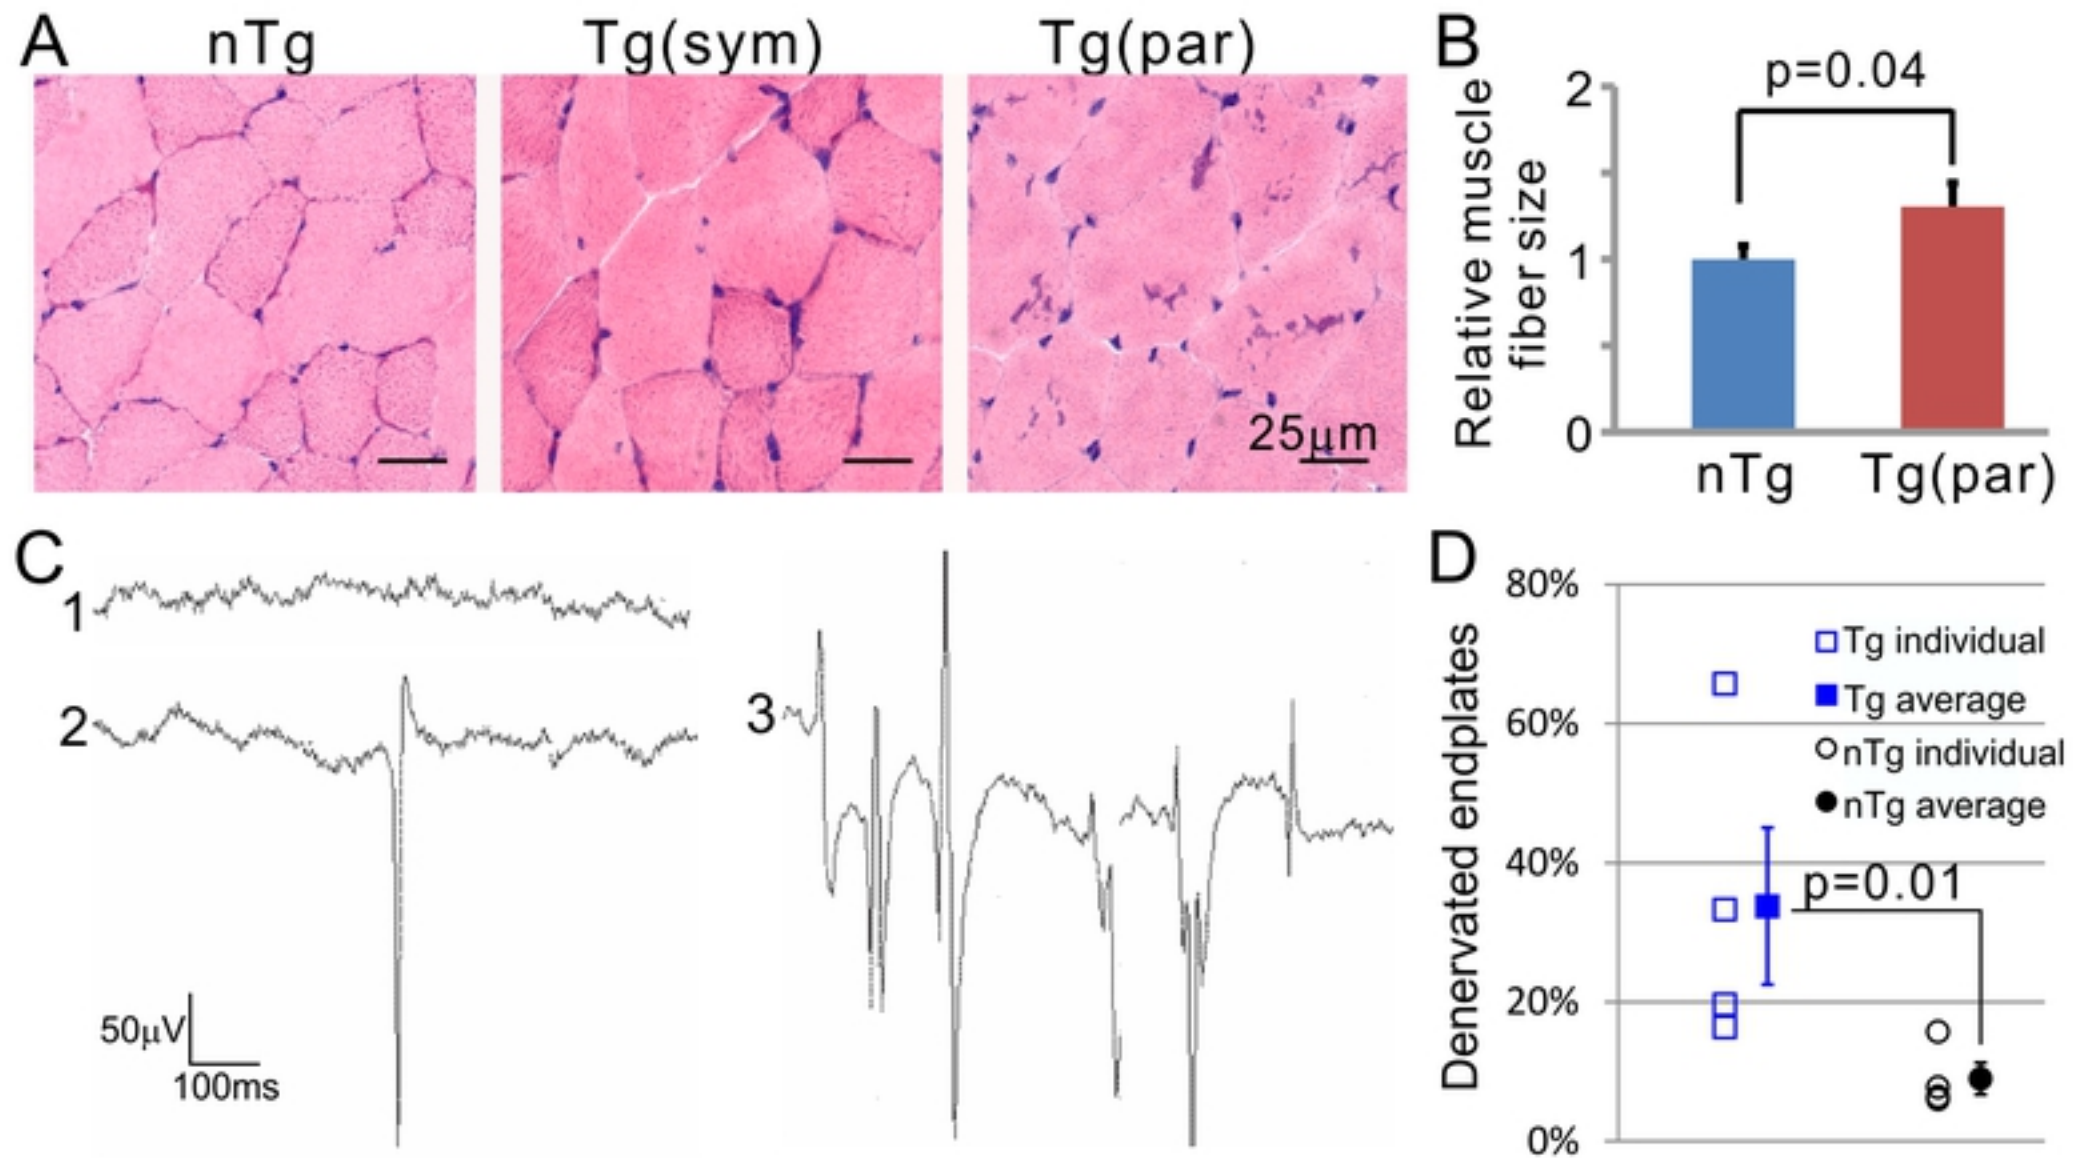 A
nTg
Tg(sym)
Tg(par)
25μm
B
p=0.04
Relative muscle
fiber size
2
1
0
nTg
Tg(par)
C
1
2
3
50μV
100ms
D
Denervated endplates
80%
60%
40%
20%
0%
Tg individual
Tg average
nTg individual
nTg average
p=0.01